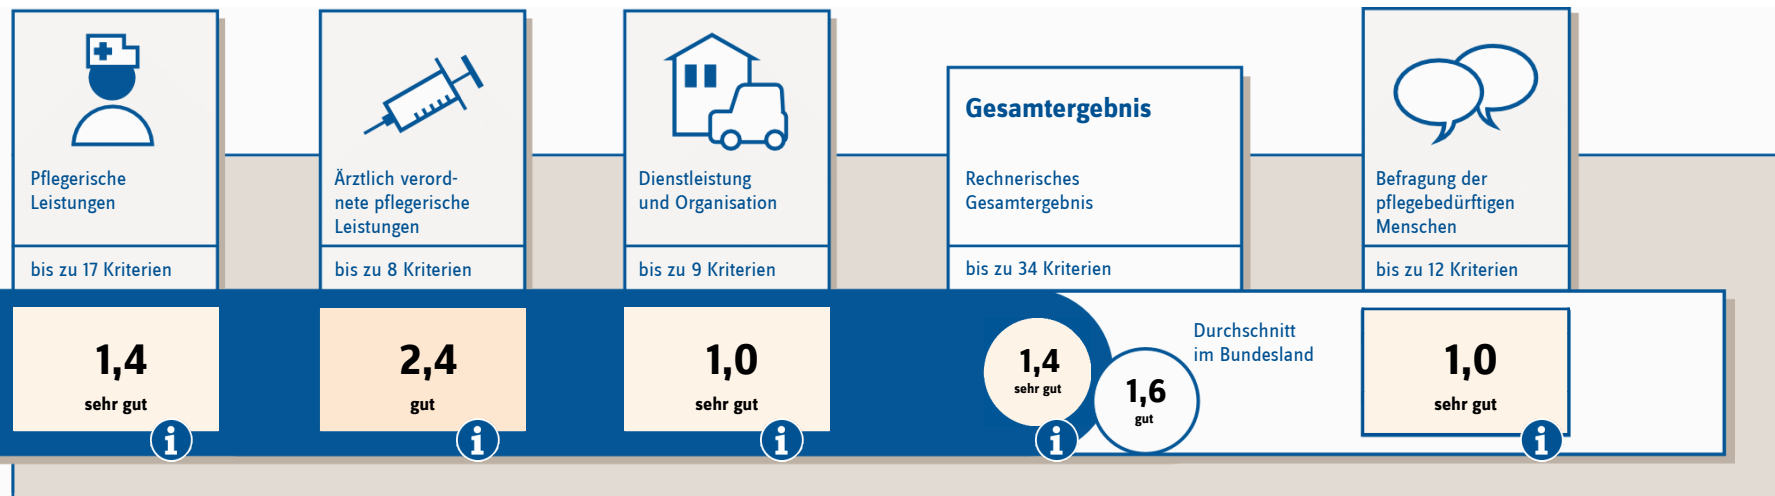 Pflegerische
Leistungen
bis zu 17 Kriterien
1,4
sehr gut
i
Ärztlich verord-
nete pflegerische
Leistungen
bis zu 8 Kriterien
2,4
gut
i
Dienstleistung
und Organisation
bis zu 9 Kriterien
1,0
sehr gut
i
Gesamtergebnis
Rechnerisches
Gesamtergebnis
bis zu 34 Kriterien
1,4
sehr gut
i
1,6
gut
Durchschnitt
im Bundesland
Befragung der
pflegebedürftigen
Menschen
bis zu 12 Kriterien
1,0
sehr gut
i